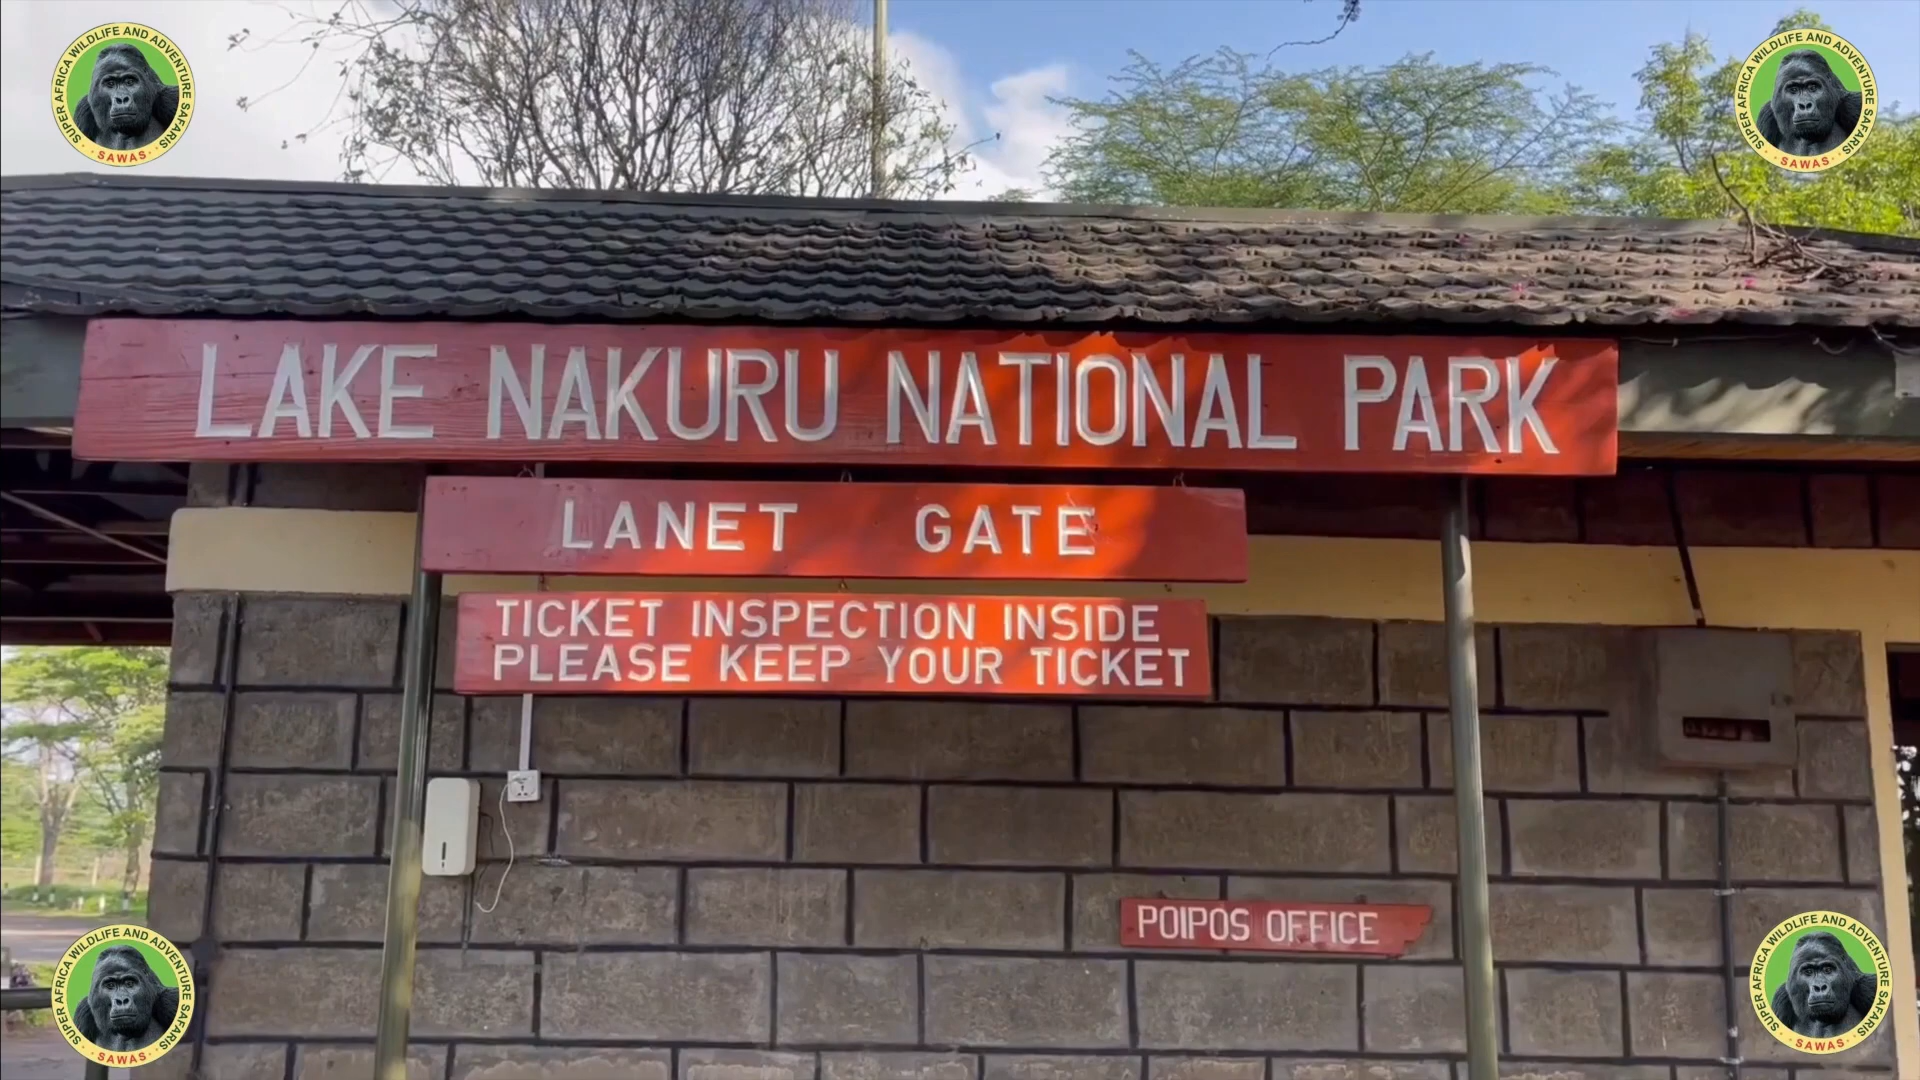 SUPER AFRICA WILDLIFE AND ADVENTURE SAFARIS
SAWAS
SUPER AFRICA WILDLIFE AND ADVENTURE SAFARIS
SAWAS
LAKE NAKURU NATIONAL PARK
LANET GATE
TICKET INSPECTION INSIDE
PLEASE KEEP YOUR TICKET
POIPOS OFFICE
SUPER AFRICA WILDLIFE AND ADVENTURE SAFARIS
SAWAS
SUPER AFRICA WILDLIFE AND ADVENTURE SAFARIS
SAWAS